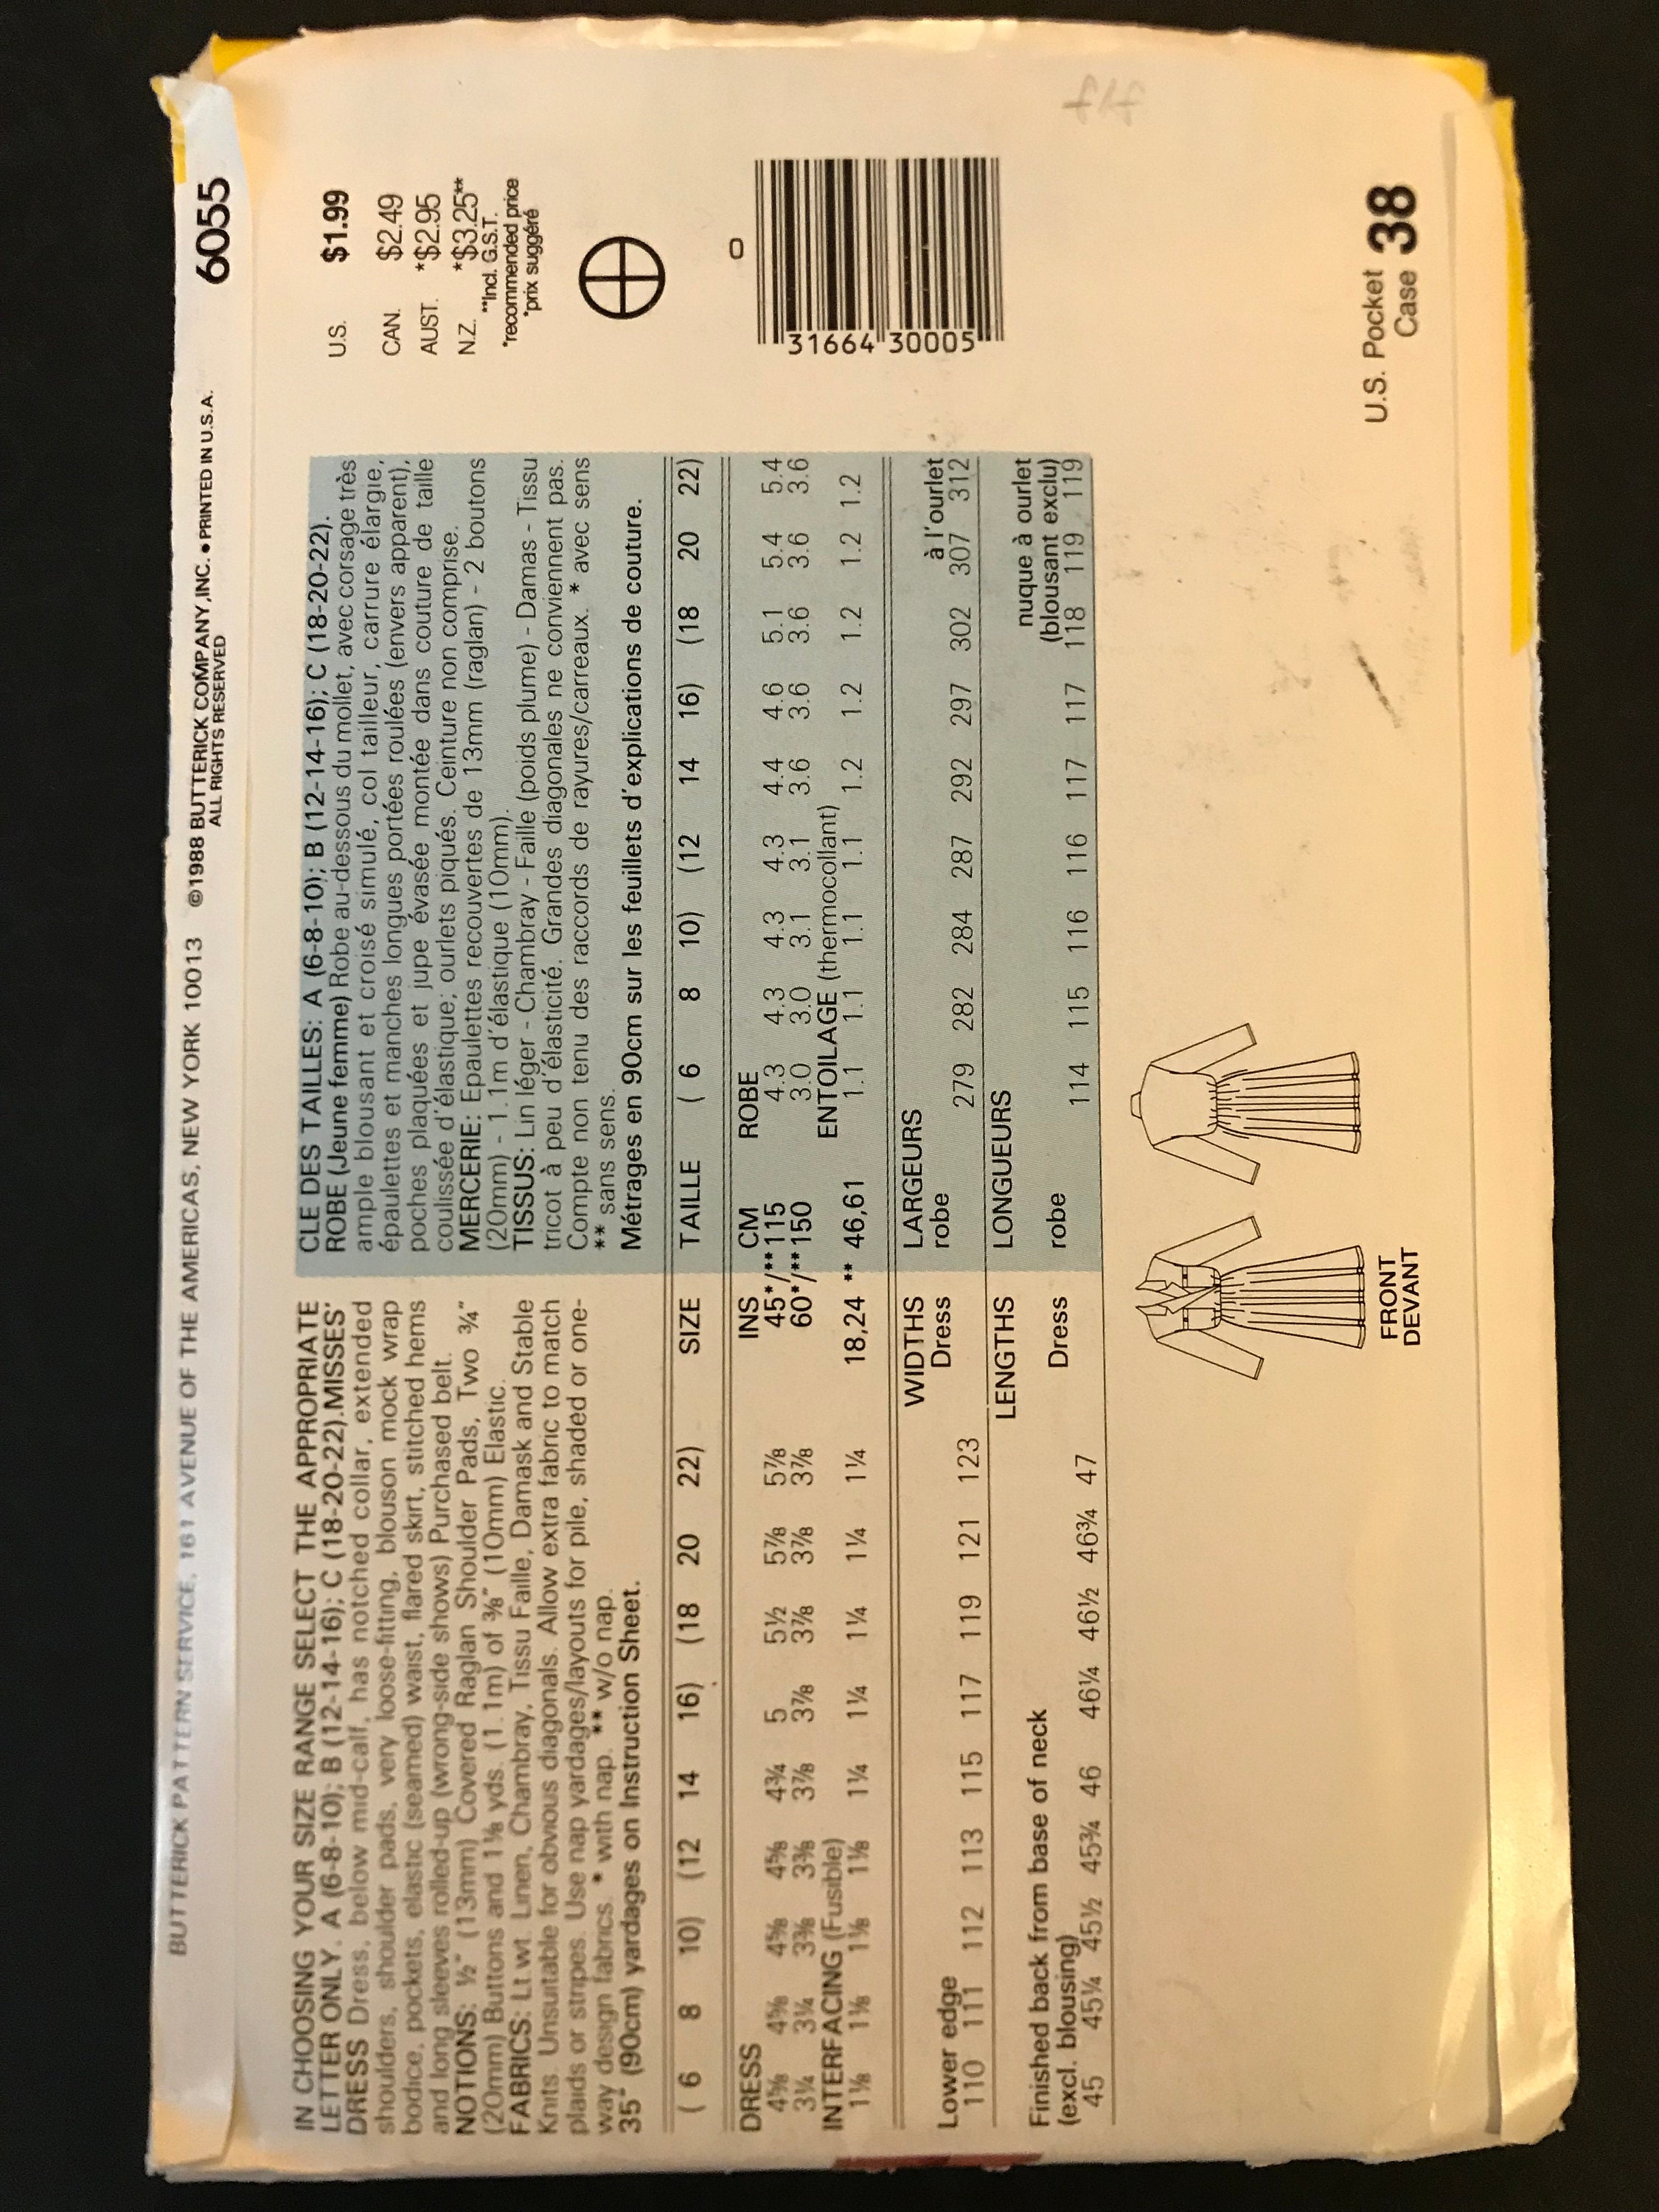 BUTTERICK PATTERN SERVICE, 161 AVENUE OF THE AMERICAS, NEW YORK 10013 ©1988 BUTTERICK COMPANY, INC. • PRINTED IN U.S.A. 6055
ALL RIGHTS RESERVED
IN CHOOSING YOUR SIZE RANGE SELECT THE APPROPRIATE
LETTER ONLY. A (6-8-10); B (12-14-16); C (18-20-22).MISSES'
DRESS Dress, below mid-calf, has notched collar, extended
shoulders, shoulder pads, very loose-fitting, blouson mock wrap
bodice, pockets, elastic (seamed) waist, flared skirt, stitched hems
and long sleeves rolled-up (wrong-side shows) Purchased belt.
NOTIONS: ½" (13mm) Covered Raglan Shoulder Pads, Two ¾"
(20mm) Buttons and 1⅛ yds. (1.1m) of ⅜" (10mm) Elastic.
FABRICS: Lt.wt. Linen, Chambray, Tissu Faille, Damask and Stable
Knits. Unsuitable for obvious diagonals. Allow extra fabric to match
plaids or stripes. Use nap yardages/layouts for pile, shaded or one-
way design fabrics. * with nap. ** w/o nap.
35" (90cm) yardages on Instruction Sheet.
CLE DES TAILLES: A (6-8-10); B (12-14-16); C (18-20-22).
ROBE (Jeune femme) Robe au-dessous du mollet, avec corsage très
ample blousant et croisé simulé, col tailleur, carrure élargie,
épaulettes et manches longues portées roulées (envers apparent),
poches plaquées et jupe évasée montée dans couture de taille
coulissée d'élastique; ourlets piqués. Ceinture non comprise.
MERCERIE: Epaulettes recouvertes de 13mm (raglan) - 2 boutons
(20mm) - 1.1m d'élastique (10mm).
TISSUS: Lin léger - Chambray - Faille (poids plume) - Damas - Tissu
tricot à peu d'élasticité. Grandes diagonales ne conviennent pas.
Compte non tenu des raccords de rayures/carreaux. * avec sens
** sans sens.
Métrages en 90cm sur les feuillets d'explications de couture.
U.S. $1.99
CAN. $2.49
AUST. *$2.95
N.Z. *$3.25**
**Incl. G.S.T.
*recommended price
*prix suggéré
0
31664 30005
( 6 8 10) (12 14 16) (18 20 22) SIZE TAILLE ( 6 8 10) (12 14 16) (18 20 22)
DRESS INS CM ROBE
4⅝ 4⅝ 4⅝ 4⅝ 4¾ 5 5½ 5⅞ 5⅞ 45*/**115 4.3 4.3 4.3 4.3 4.4 4.6 5.1 5.4 5.4
3¼ 3¼ 3⅜ 3⅜ 3⅞ 3⅞ 3⅞ 3⅞ 3⅞ 60*/**150 3.0 3.0 3.1 3.1 3.6 3.6 3.6 3.6 3.6
INTERFACING (Fusible) ENTOILAGE (thermocollant)
1⅛ 1⅛ 1⅛ 1⅛ 1¼ 1¼ 1¼ 1¼ 1¼ 18,24 ** 46,61 1.1 1.1 1.1 1.1 1.2 1.2 1.2 1.2 1.2
WIDTHS LARGEURS
Lower edge Dress robe à l'ourlet
110 111 112 113 115 117 119 121 123 279 282 284 287 292 297 302 307 312
LENGTHS LONGUEURS
Finished back from base of neck nuque à ourlet
(excl. blousing) Dress robe (blousant exclu)
45 45¼ 45½ 45¾ 46 46¼ 46½ 46¾ 47 114 115 116 116 117 117 118 119 119
FRONT
DEVANT
U.S. Pocket
Case 38